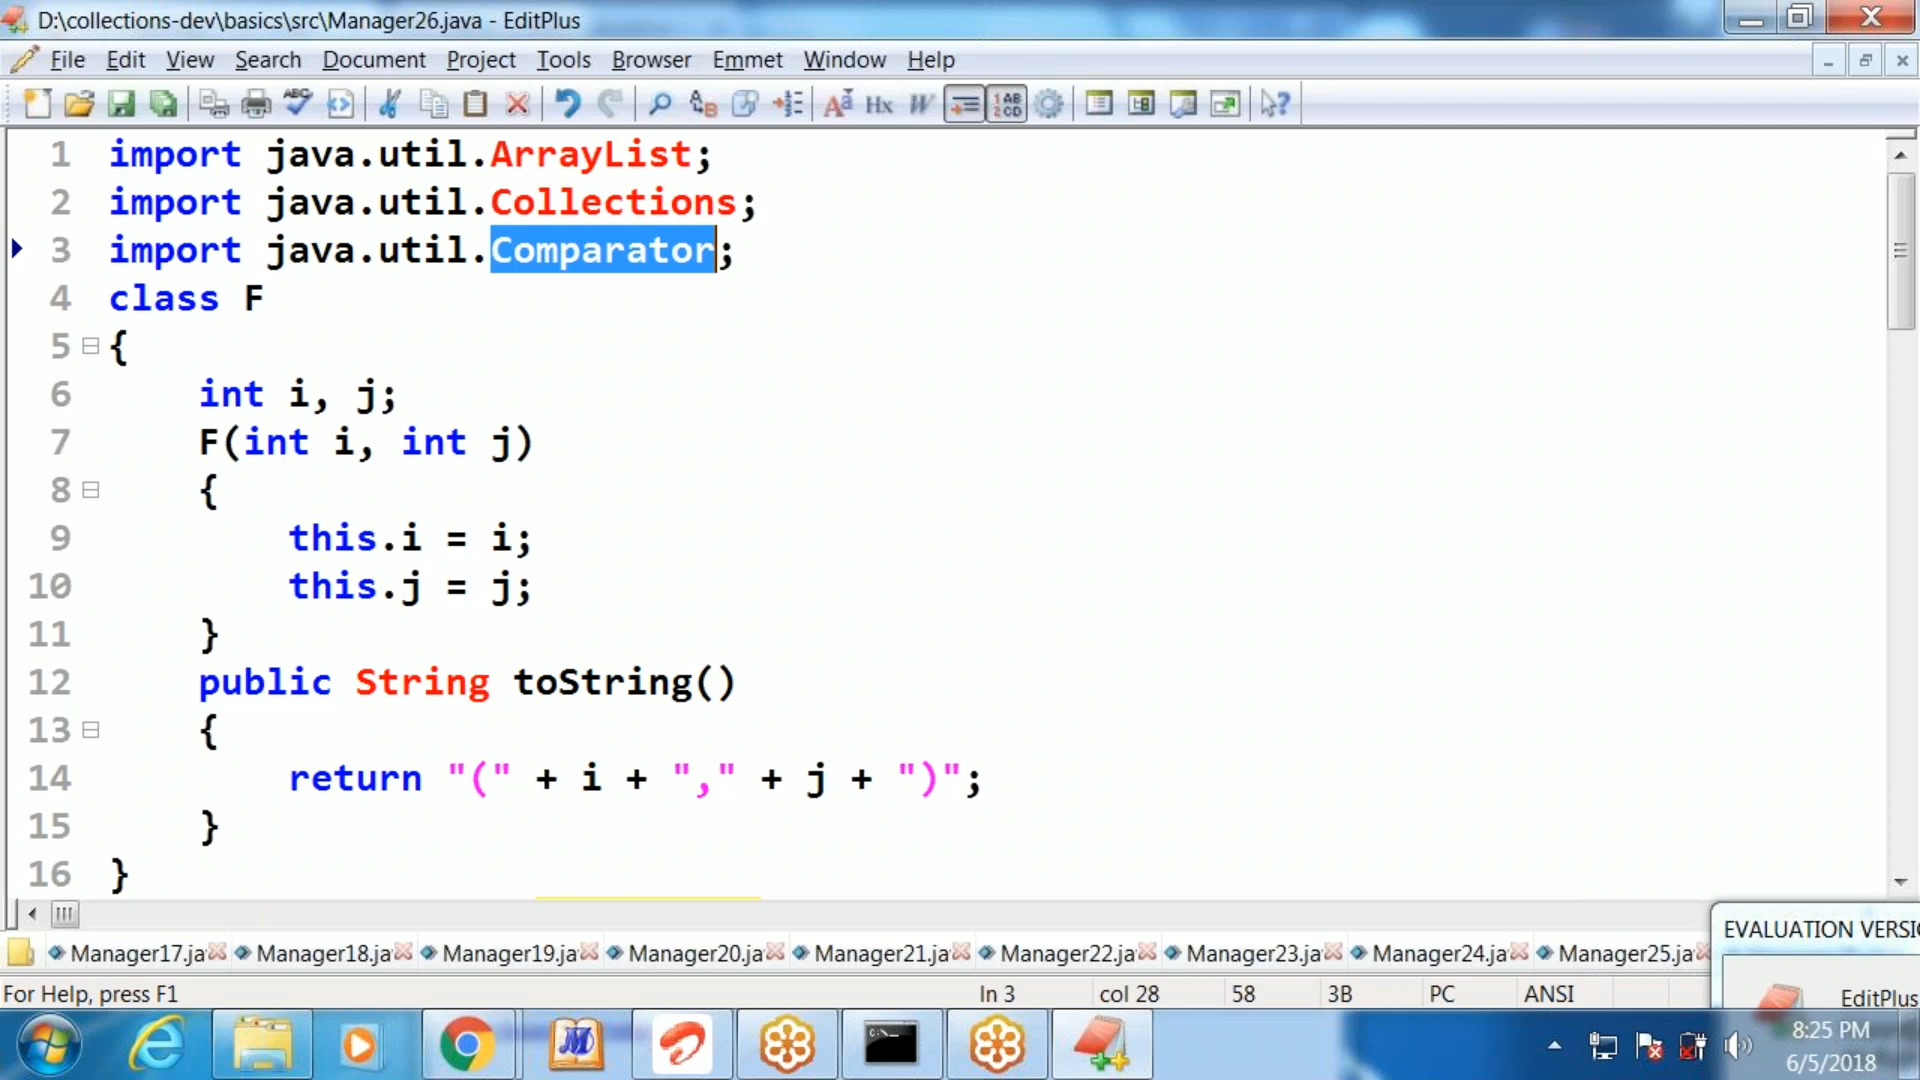 D:\collections-dev\basics\src\Manager26.java - EditPlus
File Edit View Search Document Project Tools Browser Emmet Window Help
1 import java.util.ArrayList;
2 import java.util.Collections;
3 import java.util.Comparator;
4 class F
5 {
6 int i, j;
7 F(int i, int j)
8 {
9 this.i = i;
10 this.j = j;
11 }
12 public String toString()
13 {
14 return "(" + i + "," + j + ")";
15 }
16 }
EVALUATION VERSI
Manager17.ja Manager18.ja Manager19.ja Manager20.ja Manager21.ja Manager22.ja Manager23.ja Manager24.ja Manager25.ja
EditPlus
For Help, press F1 ln 3 col 28 58 3B PC ANSI
8:25 PM
6/5/2018